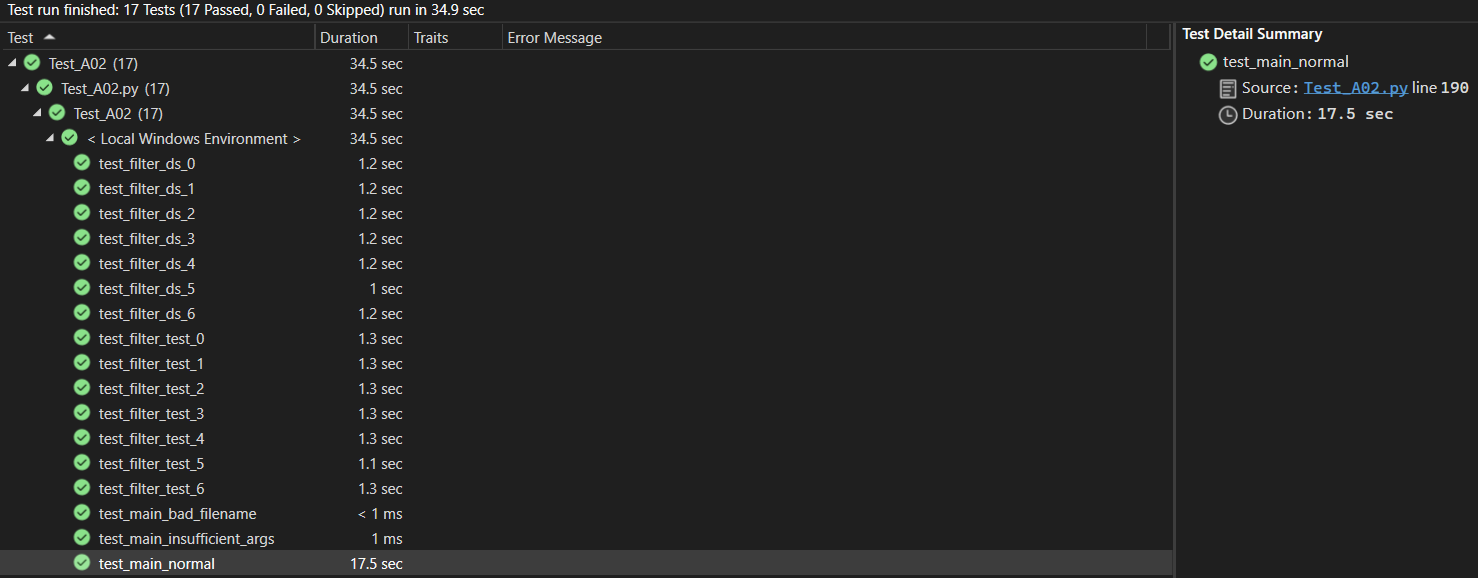 Test run finished: 17 Tests (17 Passed, 0 Failed, 0 Skipped) run in 34.9 sec
Test Duration Traits Error Message
Test_A02 (17) 34.5 sec
Test_A02.py (17) 34.5 sec
Test_A02 (17) 34.5 sec
< Local Windows Environment > 34.5 sec
test_filter_ds_0 1.2 sec
test_filter_ds_1 1.2 sec
test_filter_ds_2 1.2 sec
test_filter_ds_3 1.2 sec
test_filter_ds_4 1.2 sec
test_filter_ds_5 1 sec
test_filter_ds_6 1.2 sec
test_filter_test_0 1.3 sec
test_filter_test_1 1.3 sec
test_filter_test_2 1.3 sec
test_filter_test_3 1.3 sec
test_filter_test_4 1.3 sec
test_filter_test_5 1.1 sec
test_filter_test_6 1.3 sec
test_main_bad_filename < 1 ms
test_main_insufficient_args 1 ms
test_main_normal 17.5 sec
Test Detail Summary
test_main_normal
Source: Test_A02.py line 190
Duration: 17.5 sec